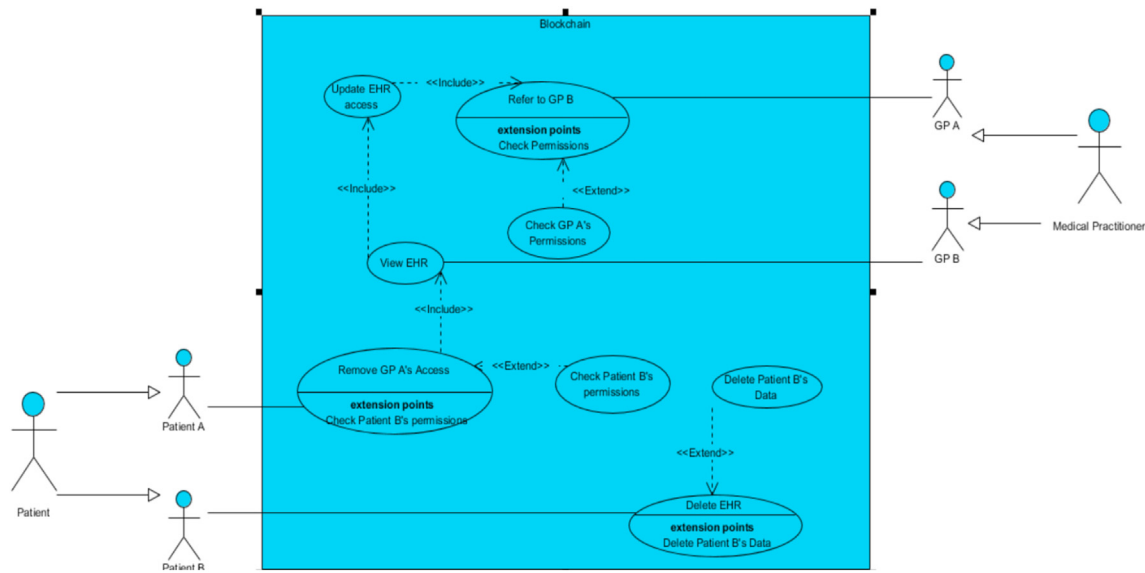 Blockchain
<<Include>>
Update EHR
access
Refer to GP B
extension points
Check Permissions
GP A
<<Include>>
<<Extend>>
Check GP A's
Permissions
Medical Practitioner
View EHR
GP B
<<Include>>
Remove GP A's Access
<<Extend>>
Check Patient B's
permissions
Delete Patient B's
Data
extension points
Check Patient B's permissions
Patient A
<<Extend>>
Patient
Delete EHR
extension points
Delete Patient B's Data
Patient B